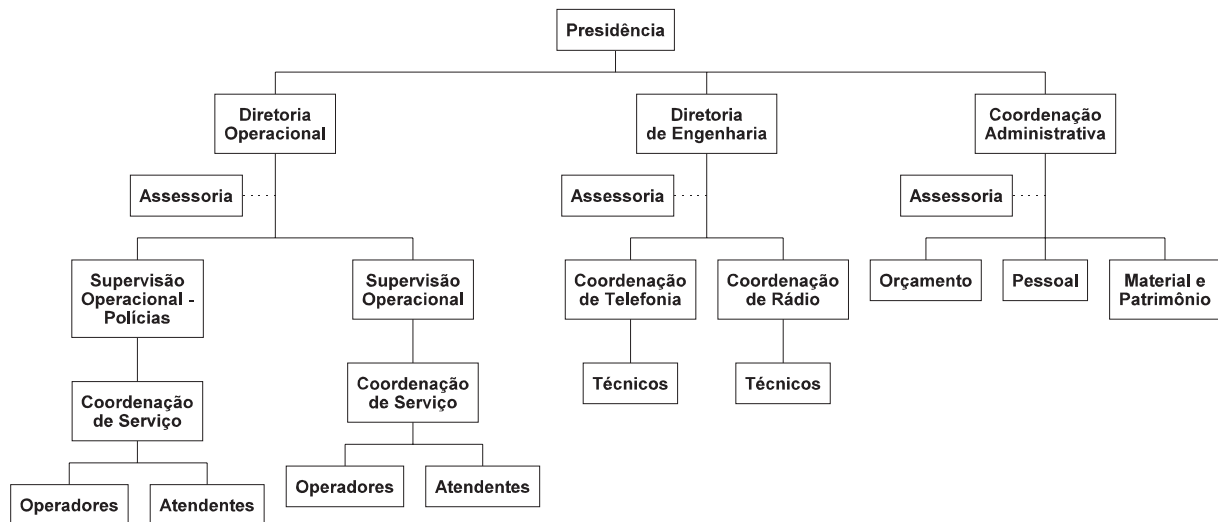 Presidência
Diretoria
Operacional
Diretoria
de Engenharia
Coordenação
Administrativa
Assessoria
Assessoria
Assessoria
Supervisão
Operacional -
Polícias
Supervisão
Operacional
Coordenação
de Telefonia
Coordenação
de Rádio
Orçamento
Pessoal
Material e
Patrimônio
Coordenação
de Serviço
Coordenação
de Serviço
Técnicos
Técnicos
Operadores
Atendentes
Operadores
Atendentes